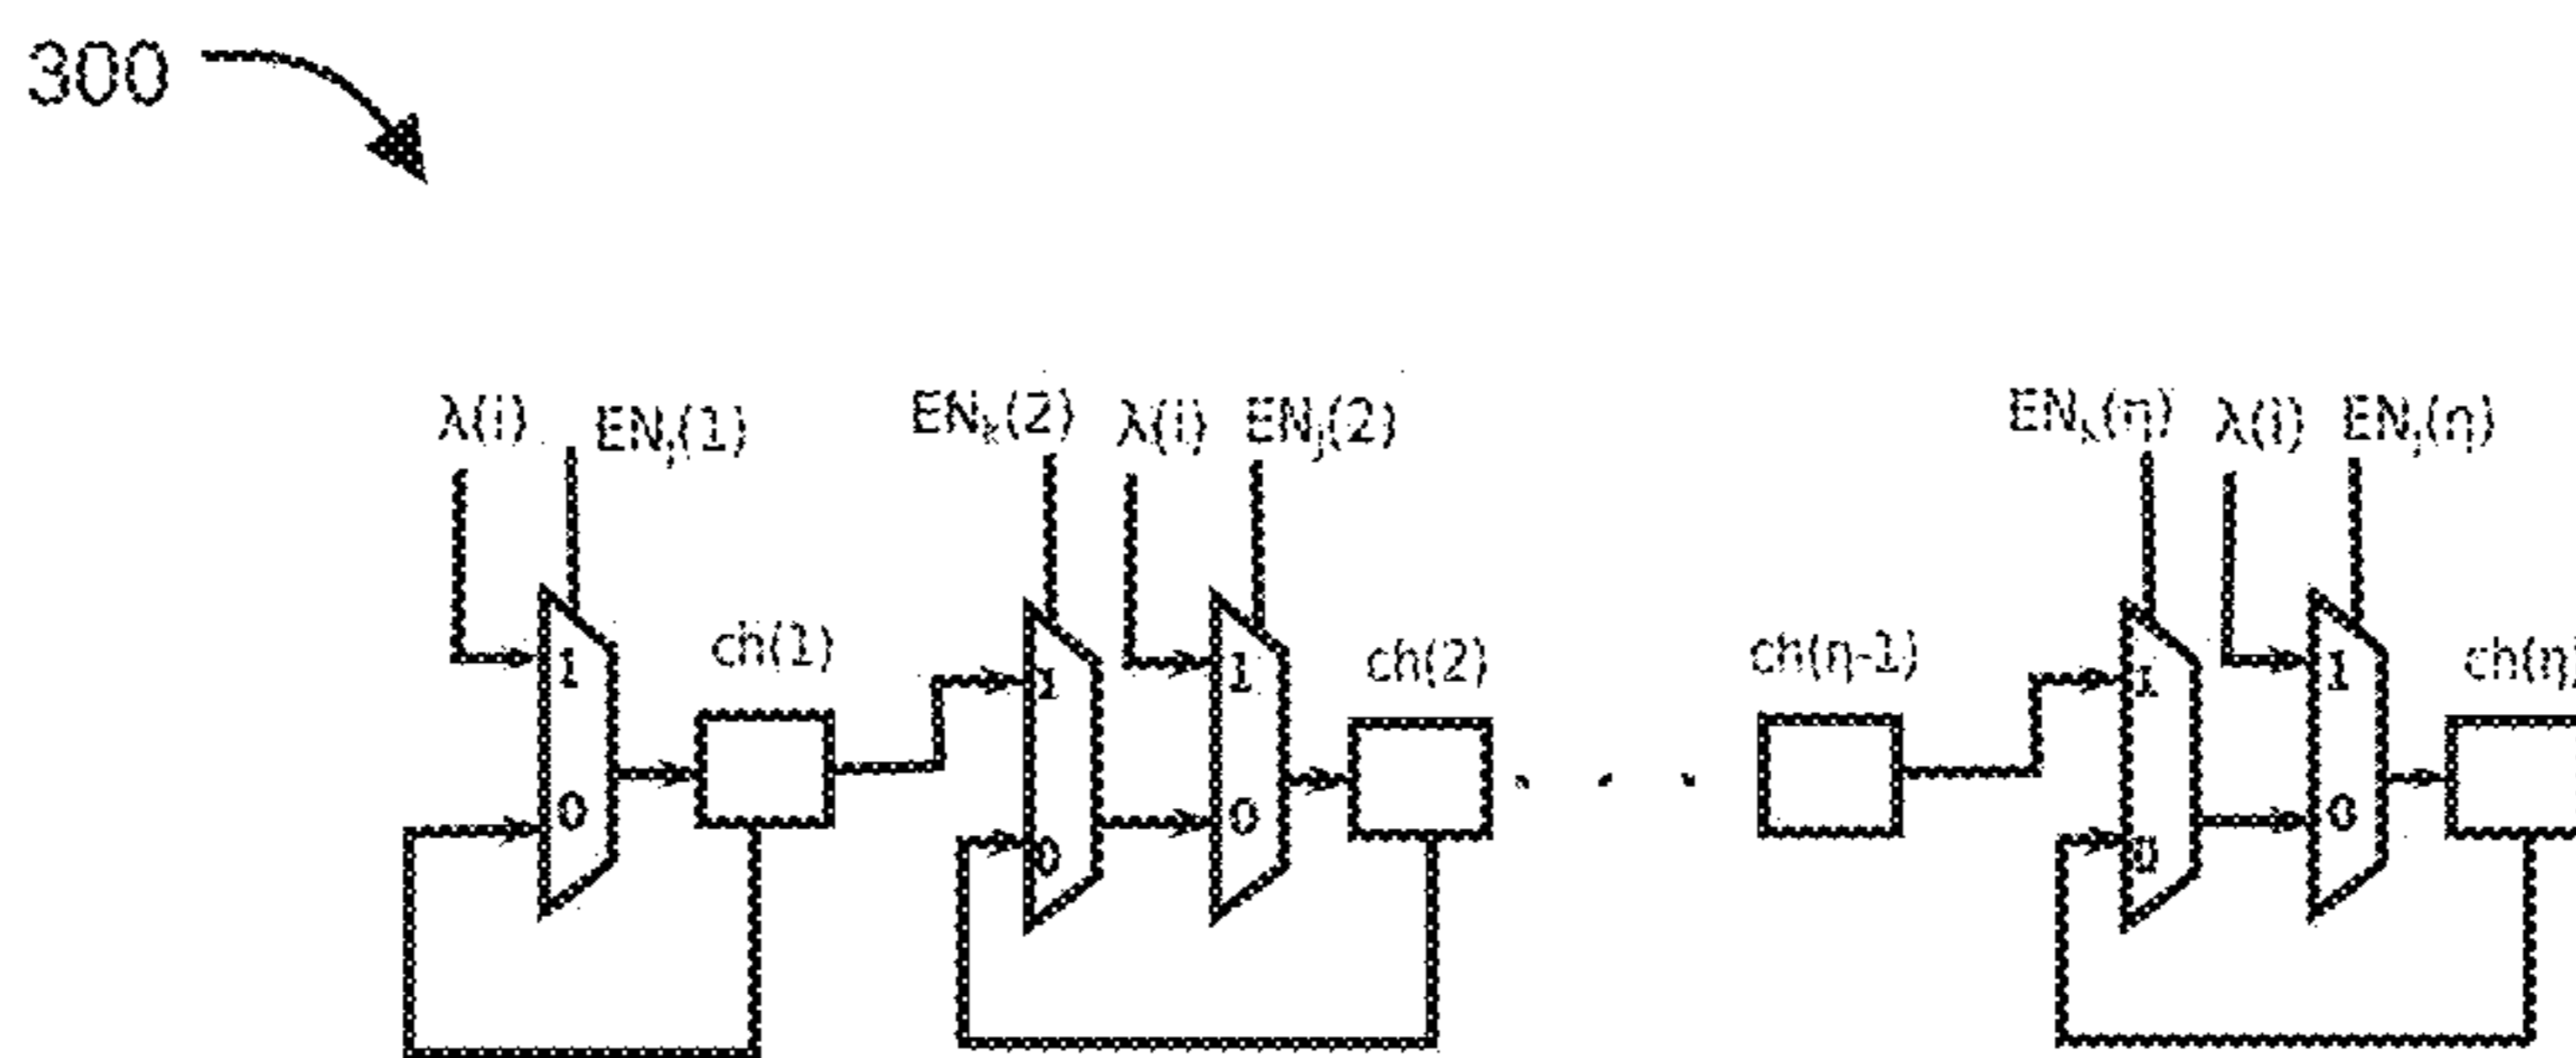 300
λ(i) ENⱼ(1) ENₖ(2) λ(i) ENⱼ(2) ENₖ(η) λ(i) ENⱼ(η)
ch(1) ch(2) ch(η-1) ch(η)
1 1 1 1 1
0 0 0 0 0